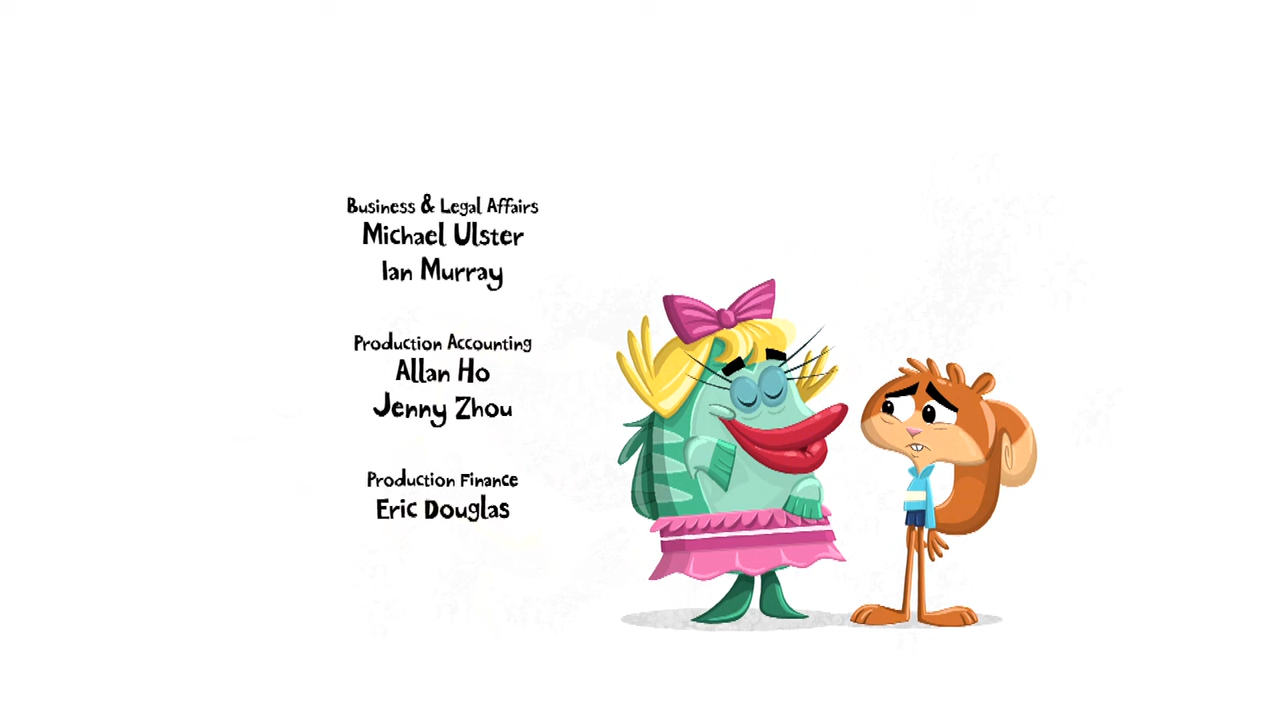 Business & Legal Affairs
Michael Ulster
Ian Murray
Production Accounting
Allan Ho
Jenny Zhou
Production Finance
Eric Douglas